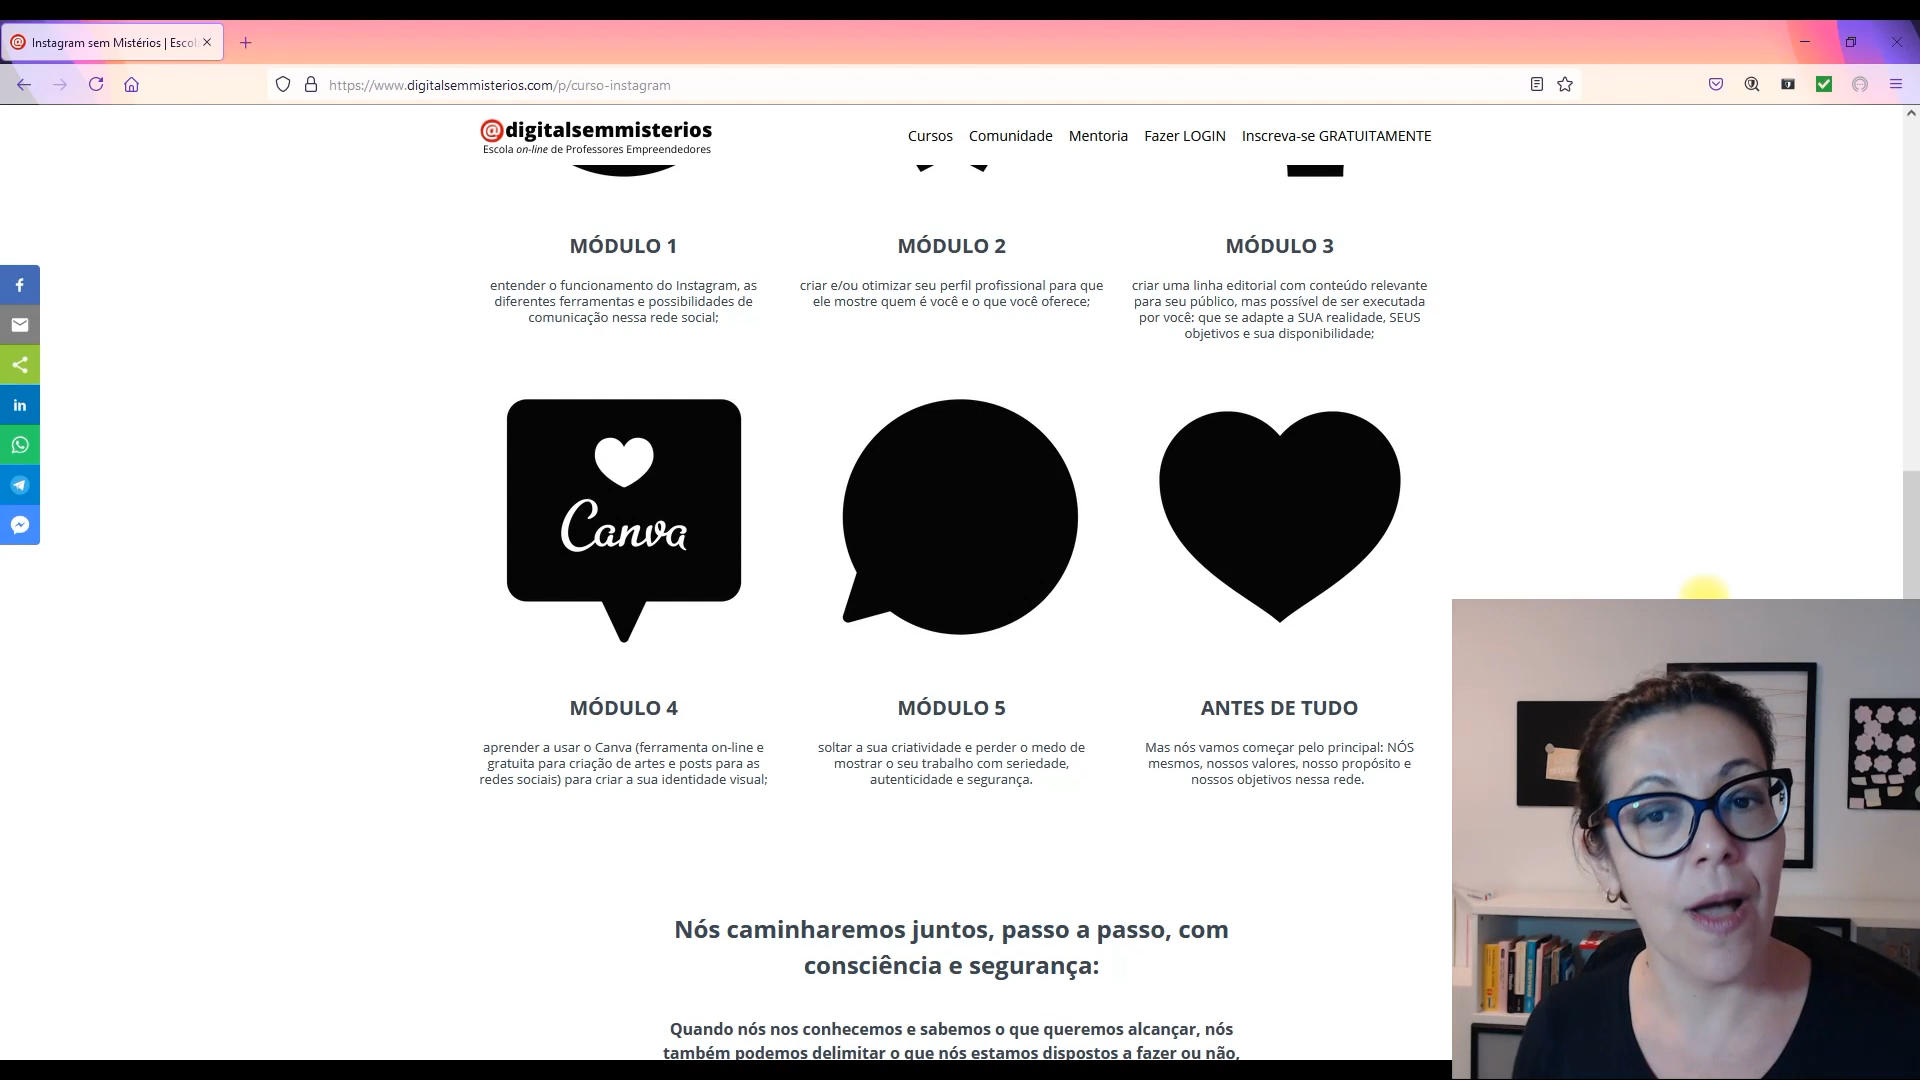 Instagram sem Mistérios | Escol
https://www.digitalsemmisterios.com/p/curso-instagram
@digitalsemmisterios
Escola on-line de Professores Empreendedores
Cursos
Comunidade
Mentoria
Fazer LOGIN
Inscreva-se GRATUITAMENTE
MÓDULO 1
entender o funcionamento do Instagram, as
diferentes ferramentas e possibilidades de
comunicação nessa rede social;
MÓDULO 2
criar e/ou otimizar seu perfil profissional para que
ele mostre quem é você e o que você oferece;
MÓDULO 3
criar uma linha editorial com conteúdo relevante
para seu público, mas possível de ser executada
por você: que se adapte a SUA realidade, SEUS
objetivos e sua disponibilidade;
Canva
MÓDULO 4
aprender a usar o Canva (ferramenta on-line e
gratuita para criação de artes e posts para as
redes sociais) para criar a sua identidade visual;
MÓDULO 5
soltar a sua criatividade e perder o medo de
mostrar o seu trabalho com seriedade,
autenticidade e segurança.
ANTES DE TUDO
Mas nós vamos começar pelo principal: NÓS
mesmos, nossos valores, nosso propósito e
nossos objetivos nessa rede.
Nós caminharemos juntos, passo a passo, com
consciência e segurança:
Quando nós nos conhecemos e sabemos o que queremos alcançar, nós
também podemos delimitar o que nós estamos dispostos a fazer ou não,